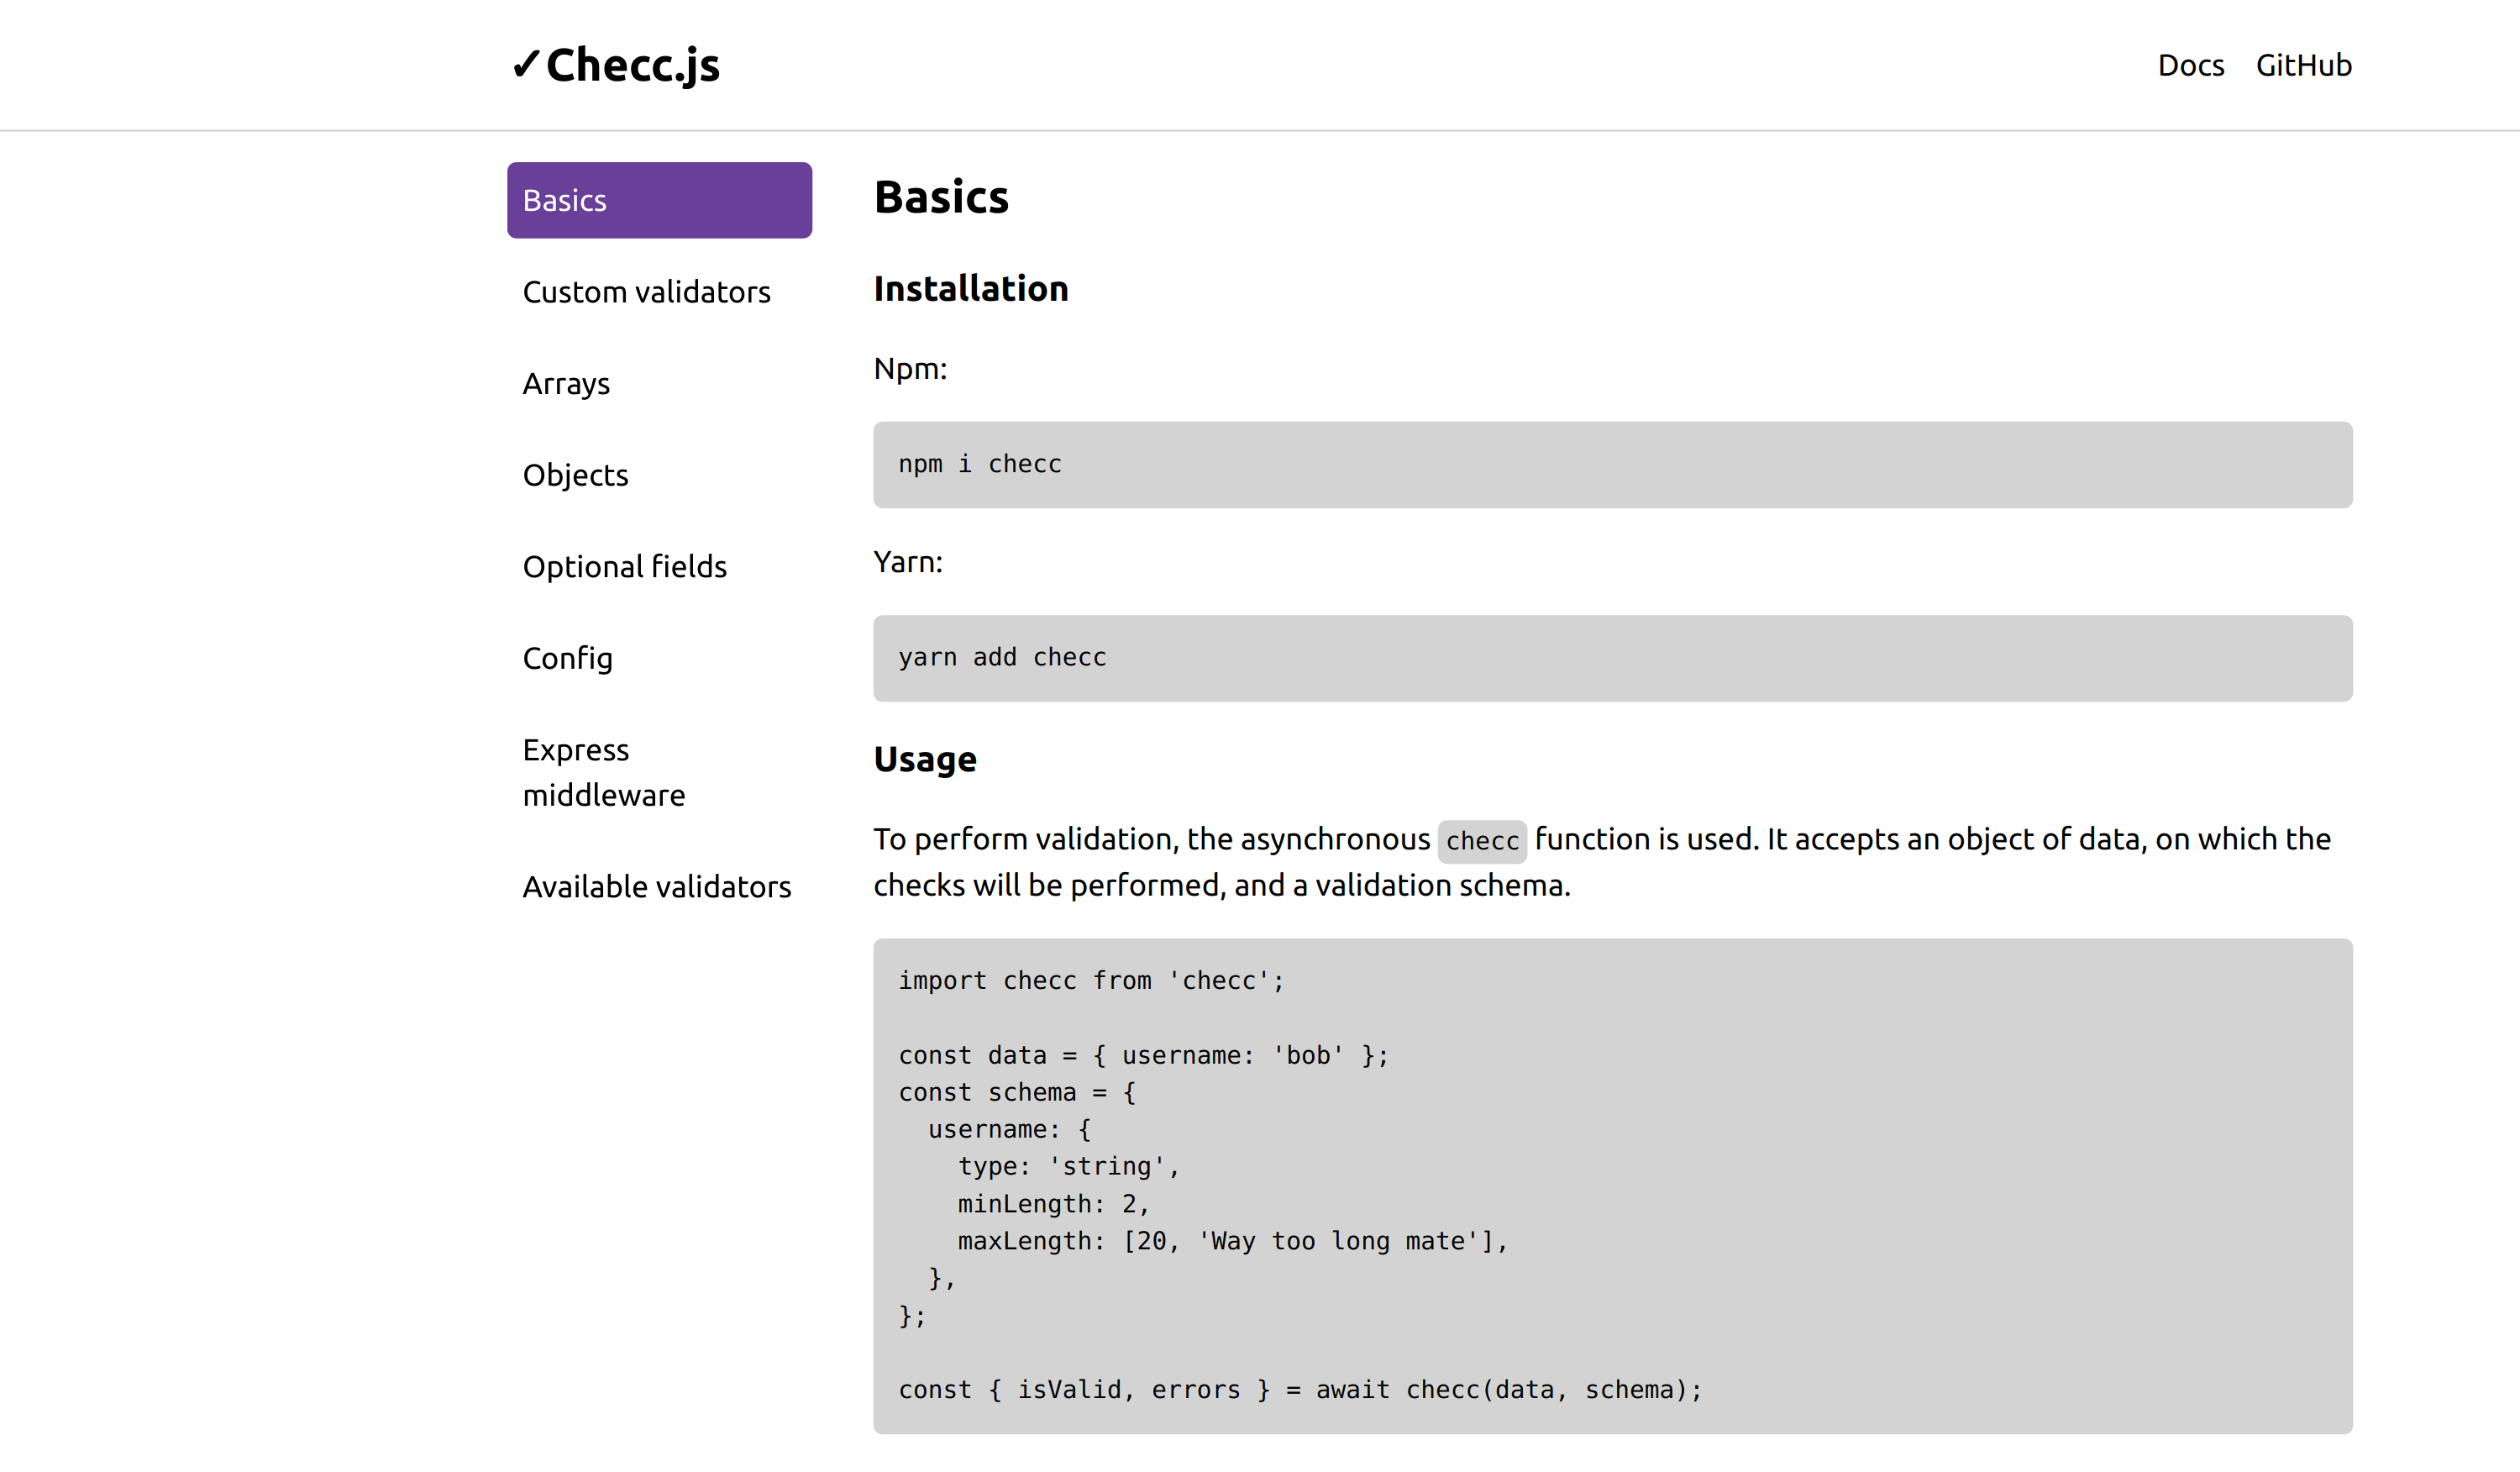 ✓Checc.js
Docs GitHub
Basics
Custom validators
Arrays
Objects
Optional fields
Config
Express
middleware
Available validators
Basics
Installation
Npm:
npm i checc
Yarn:
yarn add checc
Usage
To perform validation, the asynchronous checc function is used. It accepts an object of data, on which the
checks will be performed, and a validation schema.
import checc from 'checc';

const data = { username: 'bob' };
const schema = {
  username: {
    type: 'string',
    minLength: 2,
    maxLength: [20, 'Way too long mate'],
  },
};

const { isValid, errors } = await checc(data, schema);